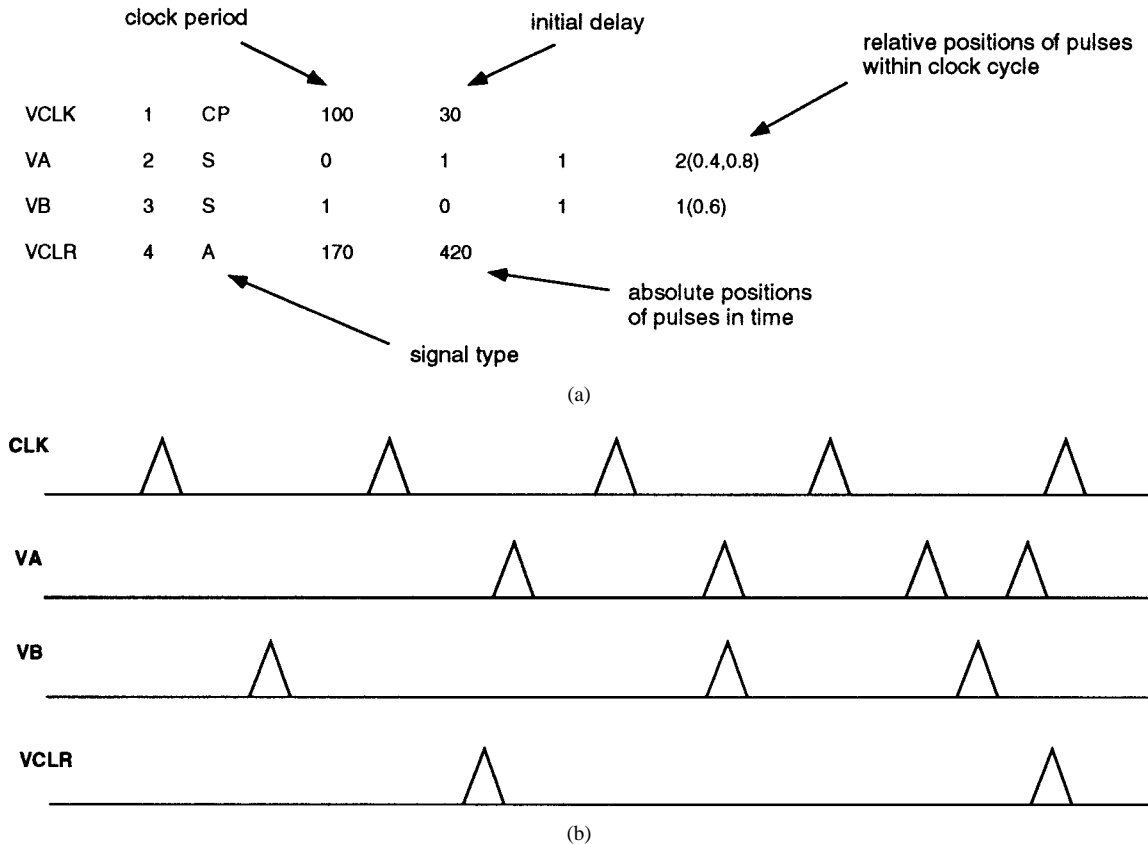 clock period
initial delay
relative positions of pulses
within clock cycle
VCLK 1 CP 100 30
VA 2 S 0 1 1 2(0.4,0.8)
VB 3 S 1 0 1 1(0.6)
VCLR 4 A 170 420
absolute positions
of pulses in time
signal type
(a)
CLK
VA
VB
VCLR
(b)